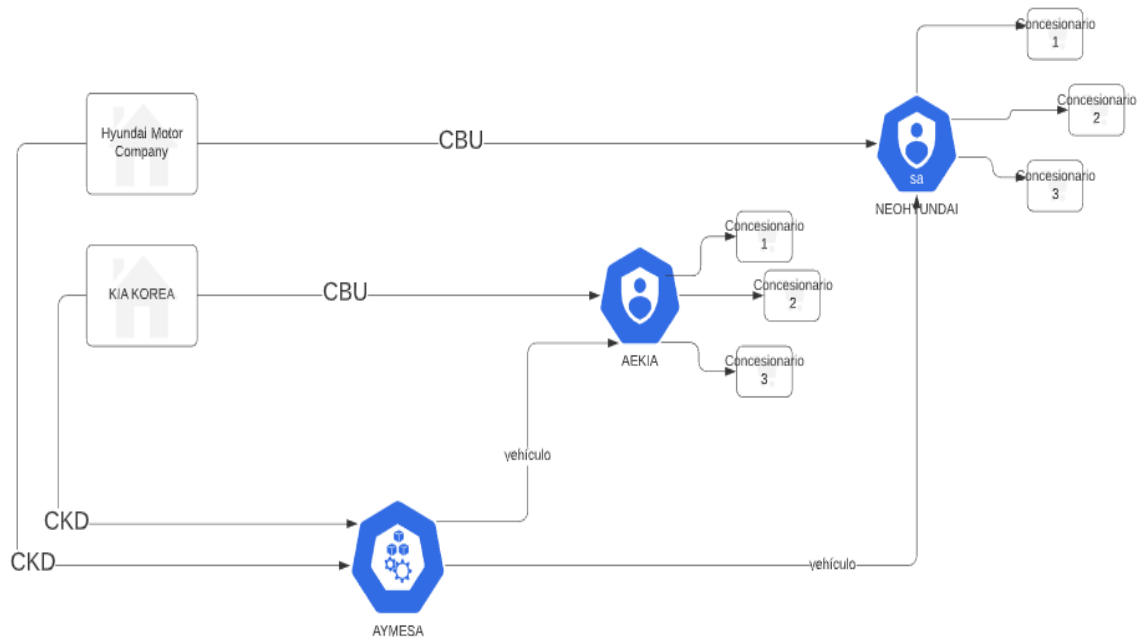 Concesionario
1
Hyundai Motor
Company
CBU
Concesionario
2
sa
Concesionario
3
NEOHYUNDAI
KIA KOREA
CBU
Concesionario
1
Concesionario
2
AEKIA
Concesionario
3
vehículo
CKD
CKD
vehículo
AYMESA